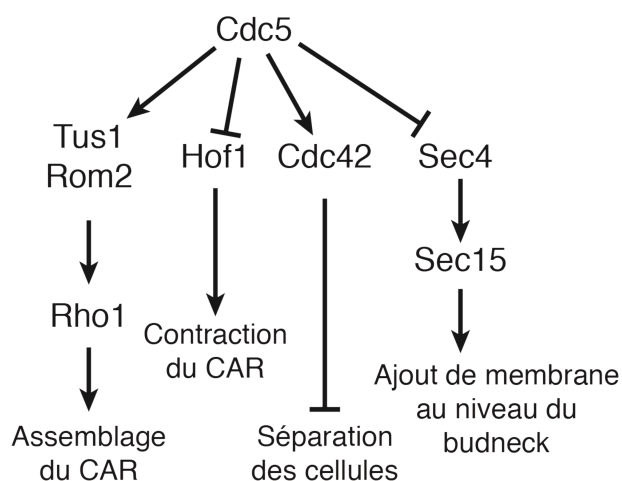 Cdc5
Tus1
Rom2
Hof1
Cdc42
Sec4
Sec15
Rho1
Contraction
du CAR
Ajout de membrane
au niveau du
budneck
Assemblage
du CAR
Séparation
des cellules